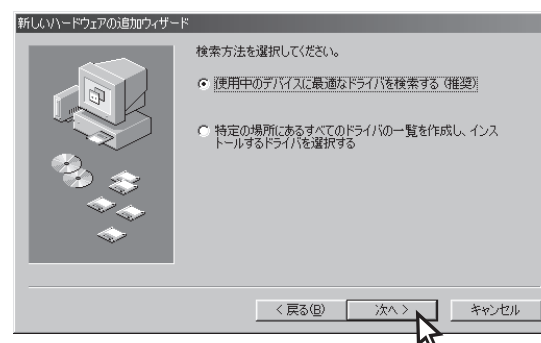 新しいハードウェアの追加ウィザード
検索方法を選択してください。
使用中のデバイスに最適なドライバを検索する (推奨)
特定の場所にあるすべてのドライバの一覧を作成し、インス
トールするドライバを選択する
< 戻る(B)
次へ >
キャンセル